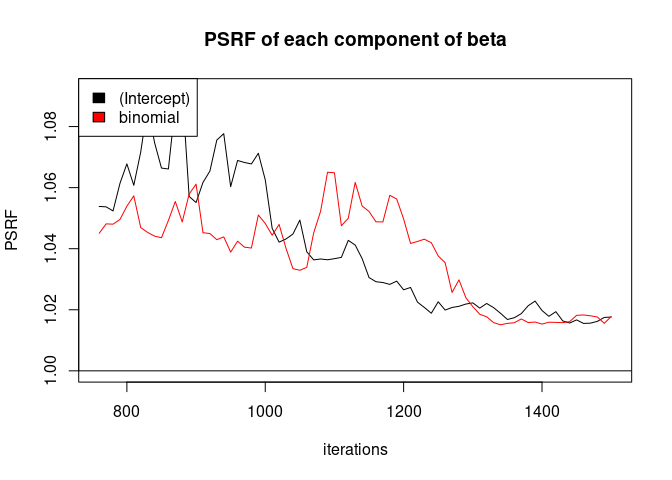 PSRF of each component of beta
(Intercept)
binomial
PSRF
1.08
1.06
1.04
1.02
1.00
800 1000 1200 1400
iterations